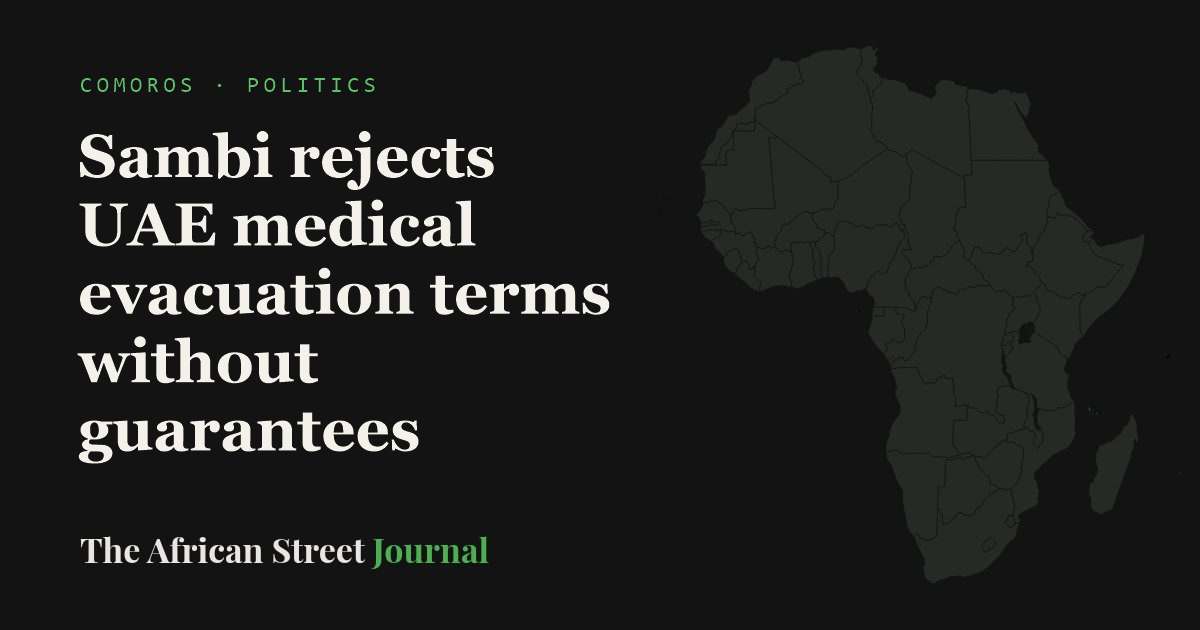 COMOROS · POLITICS
Sambi rejects
UAE medical
evacuation terms
without
guarantees
The African Street Journal